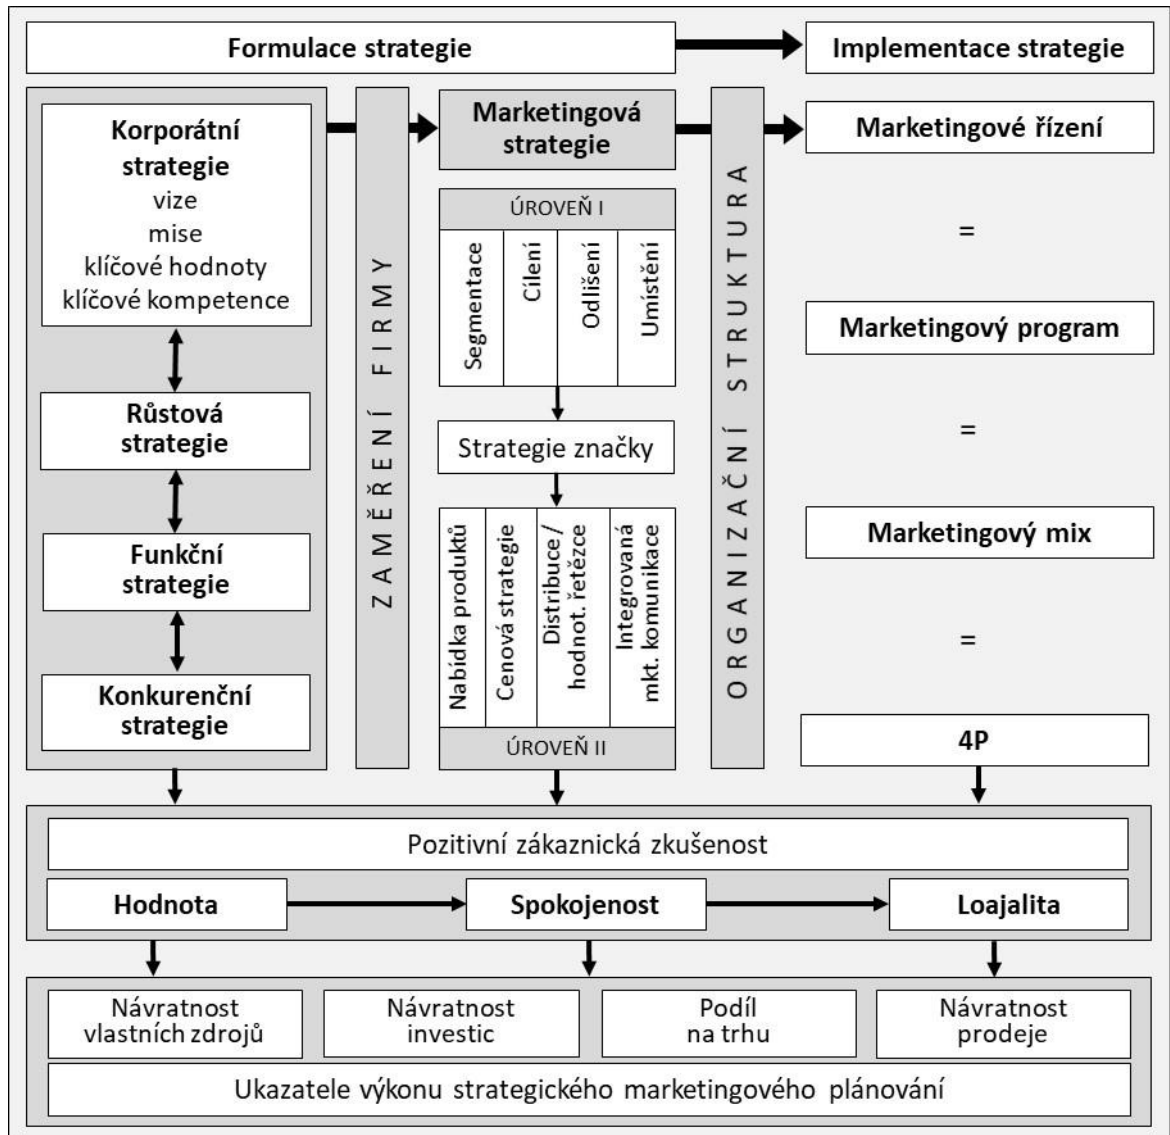 Formulace strategie
Implementace strategie
Korporátní
strategie
vize
mise
klíčové hodnoty
klíčové kompetence
Růstová
strategie
Funkční
strategie
Konkurenční
strategie
ZAMĚŘENÍ FIRMY
Marketingová
strategie
ÚROVEŇ I
Segmentace
Cílení
Odlišení
Umístění
Strategie značky
Nabídka produktů
Cenová strategie
Distribuce /
hodnot. řetězce
Integrovaná
mkt. komunikace
ÚROVEŇ II
ORGANIZAČNÍ STRUKTURA
Marketingové řízení
=
Marketingový program
=
Marketingový mix
=
4P
Pozitivní zákaznická zkušenost
Hodnota
Spokojenost
Loajalita
Návratnost
vlastních zdrojů
Návratnost
investic
Podíl
na trhu
Návratnost
prodeje
Ukazatele výkonu strategického marketingového plánování